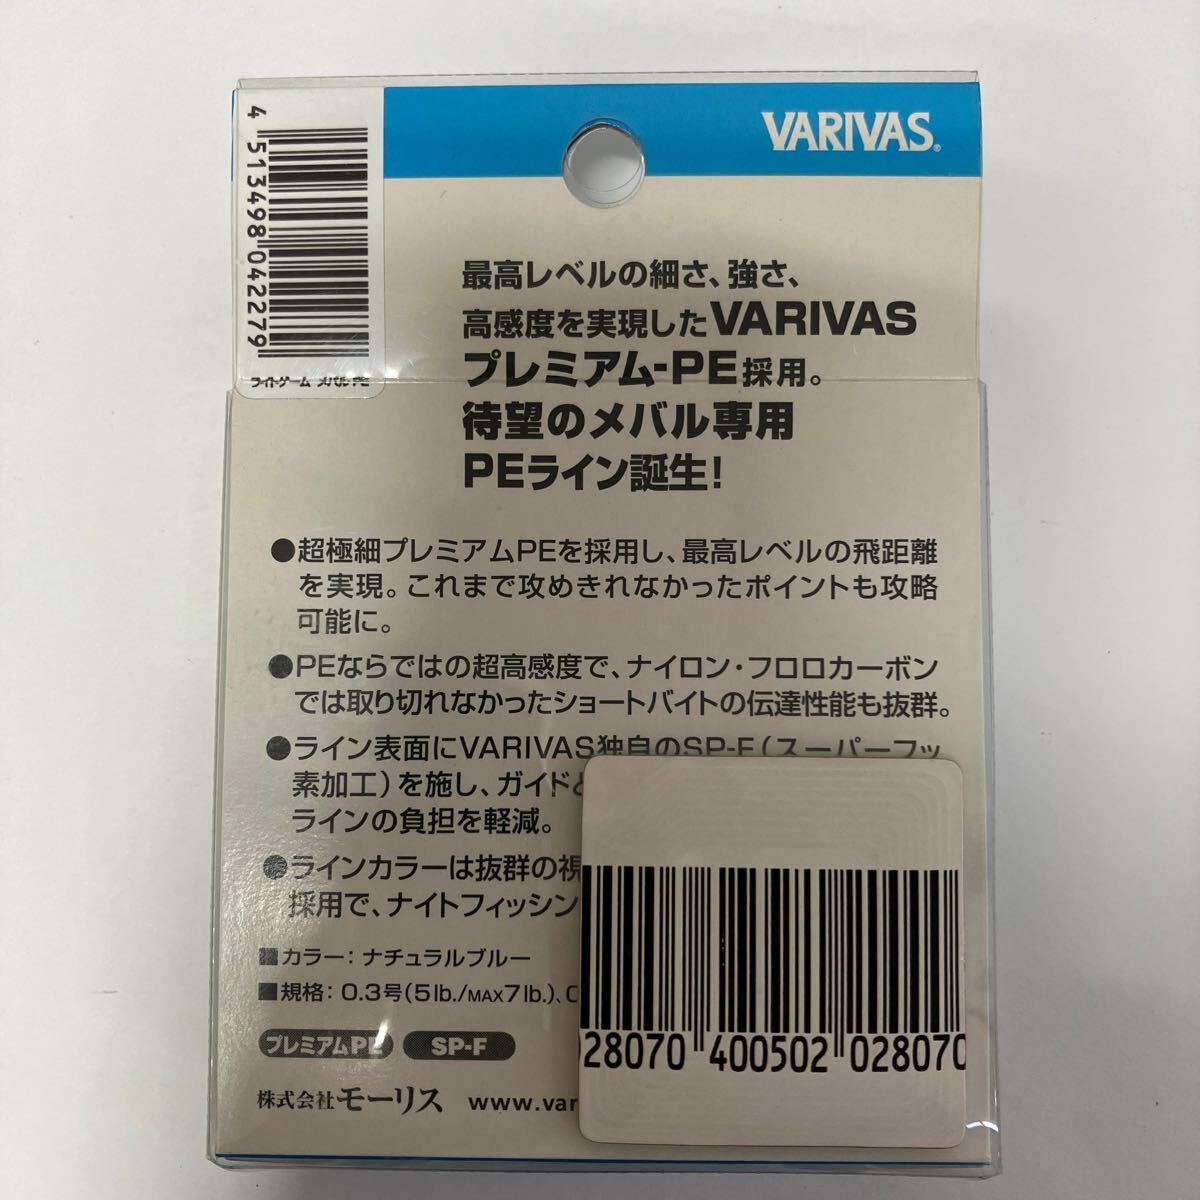 VARIVAS®
4 513498 042279
ライトゲーム メバルPE
最高レベルの細さ、強さ、
高感度を実現したVARIVAS
プレミアム-PE採用。
待望のメバル専用
PEライン誕生!
●超極細プレミアムPEを採用し、最高レベルの飛距離
を実現。これまで攻めきれなかったポイントも攻略
可能に。
●PEならではの超高感度で、ナイロン・フロロカーボン
では取り切れなかったショートバイトの伝達性能も抜群。
●ライン表面にVARIVAS独自のSP-F(スーパーフッ
素加工)を施し、ガイドと
ラインの負担を軽減。
●ラインカラーは抜群の視
採用で、ナイトフィッシン
■カラー: ナチュラルブルー
■規格: 0.3号(5lb./MAX7lb.)、0
プレミアムPE SP-F
株式会社モーリス www.var
028070 400502 028070